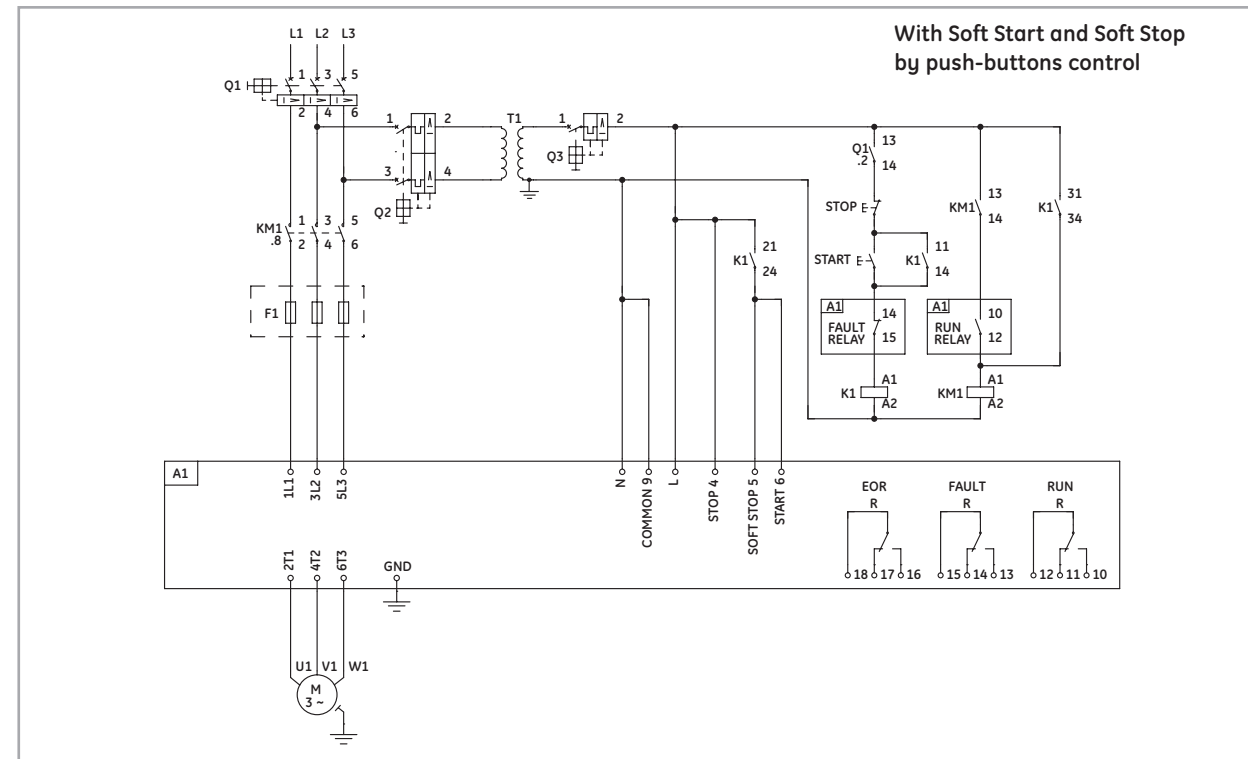 With Soft Start and Soft Stop
by push-buttons control
L1 L2 L3
Q1
1 3 5
I > I > I >
2 4 6
1 2
3 4
Q2
T1
1 2
Q3
KM1
.8
1 3 5
2 4 6
F1
Q1
.2
13
14
STOP E
START E
K1
11
14
KM1
13
14
K1
31
34
K1
21
24
A1
FAULT
RELAY
14
15
A1
RUN
RELAY
10
12
K1
A1
A2
KM1
A1
A2
A1
1L1
3L2
5L3
N
COMMON 9
L
STOP 4
SOFT STOP 5
START 6
2T1
4T2
6T3
GND
EOR
R
18 17 16
FAULT
R
15 14 13
RUN
R
12 11 10
U1 V1 W1
M
3 ~